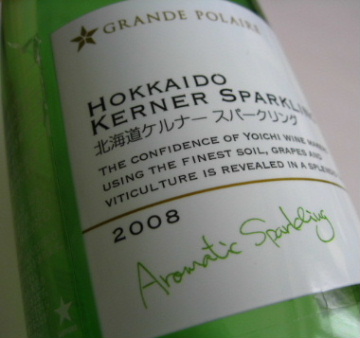 GRANDE POLAIRE
HOKKAIDO
KERNER SPARKLIN
北海道ケルナー スパークリング
THE CONFIDENCE OF YOICHI WINE
USING THE FINEST SOIL, GRAPES AND
VITICULTURE IS REVEALED IN A
2008
Aromatic Sparkling